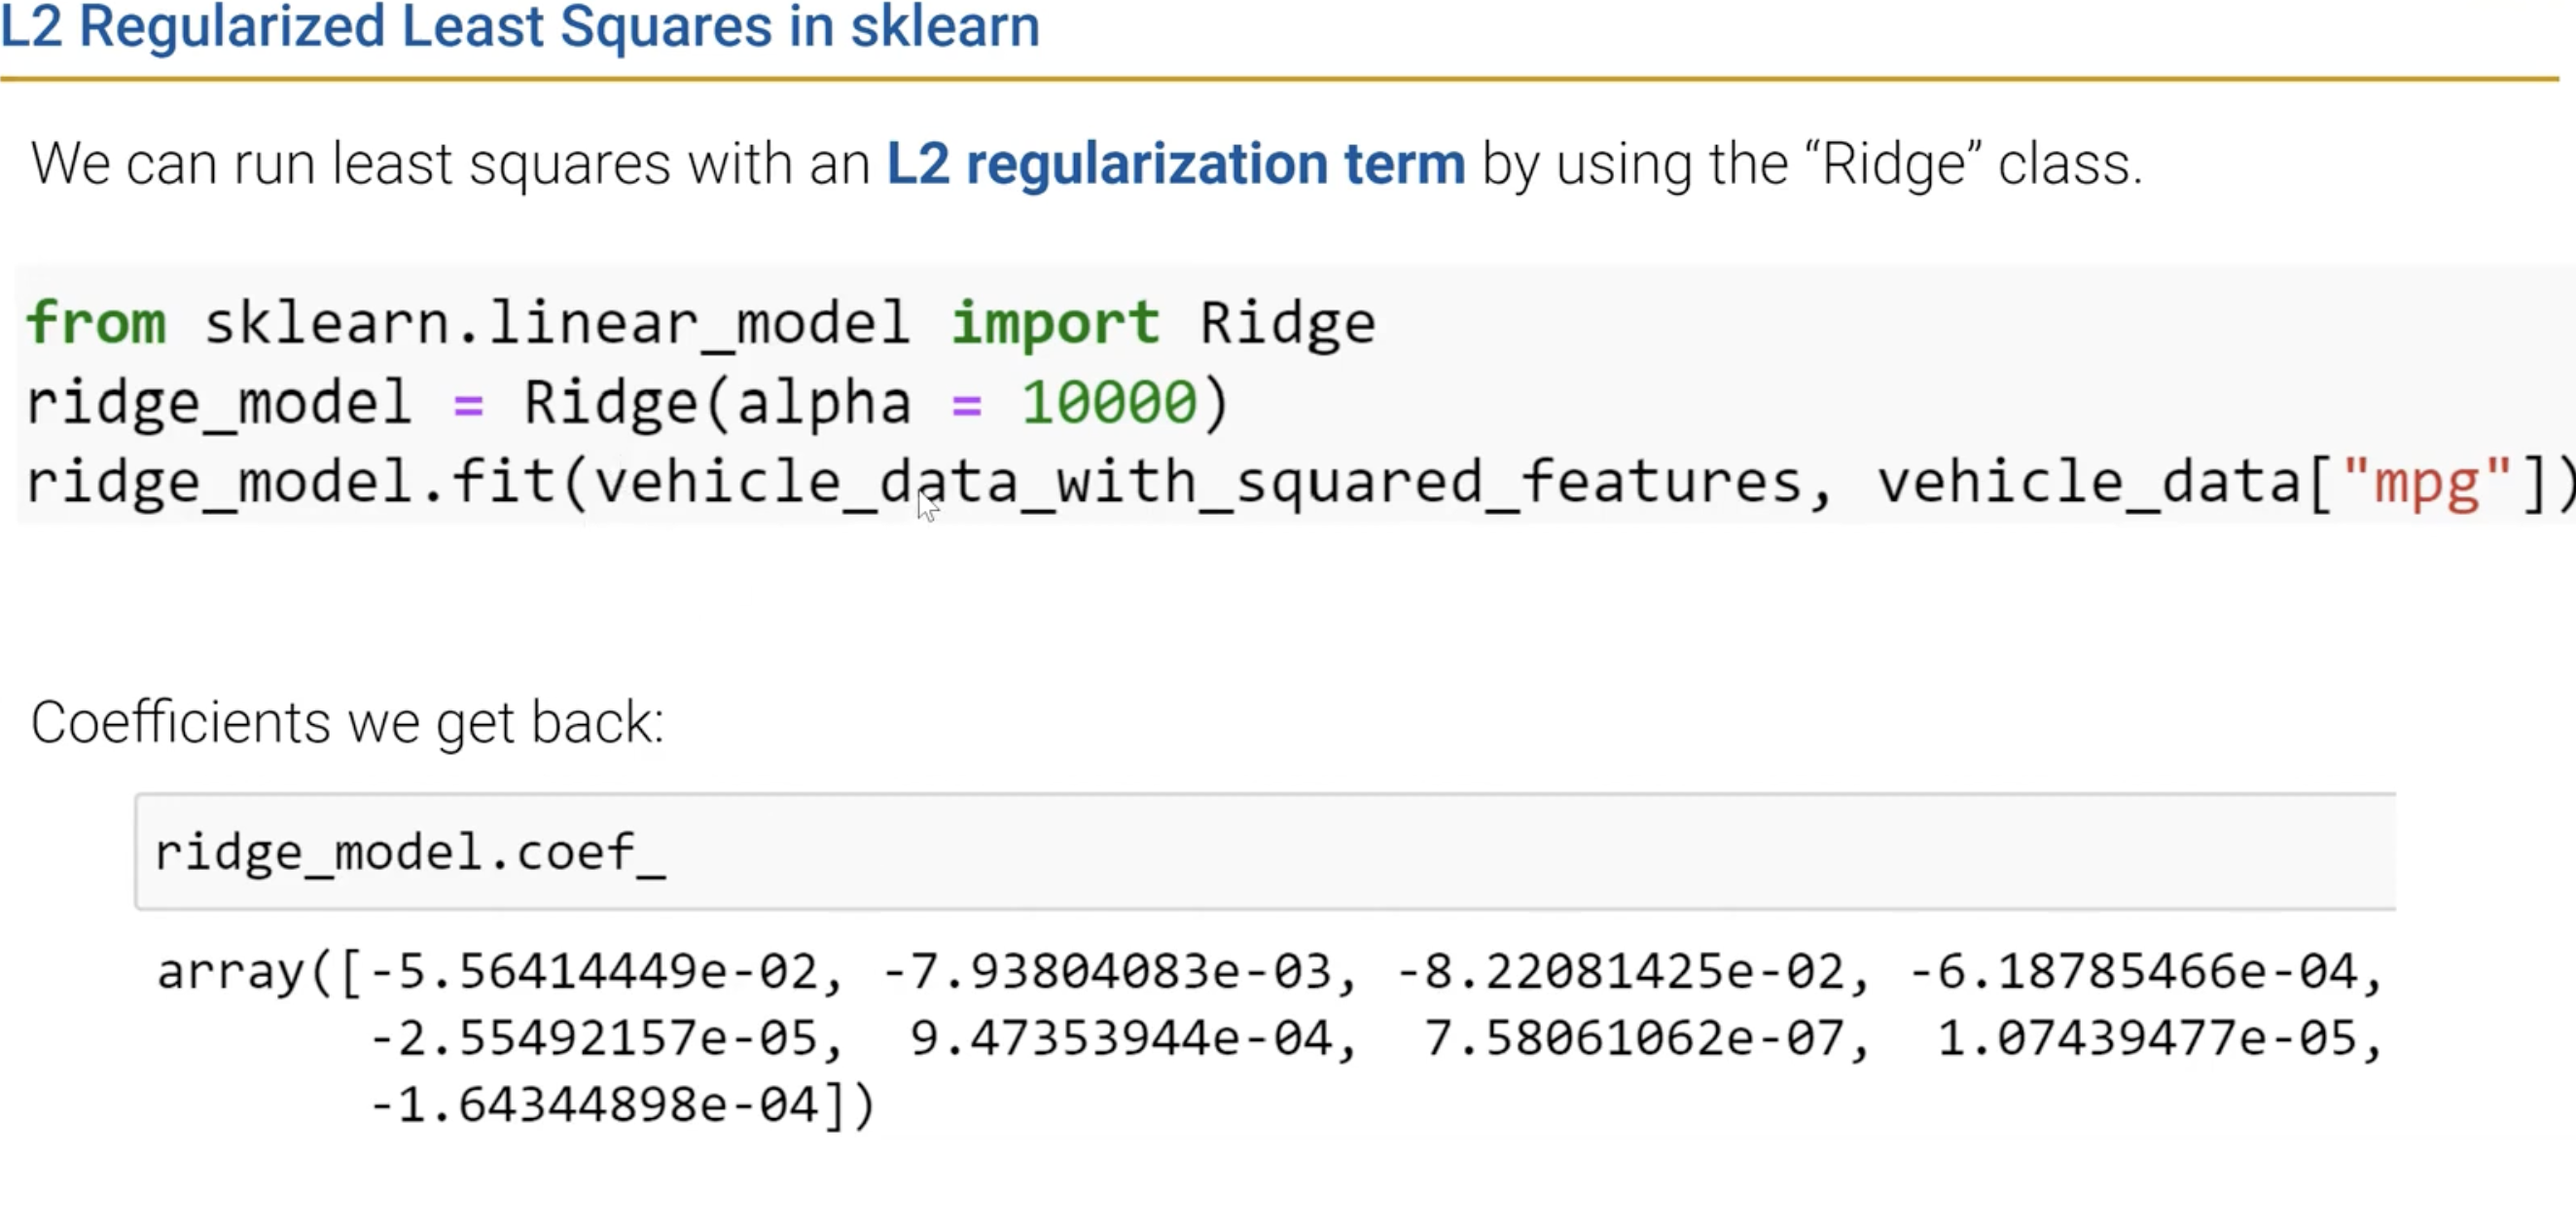 L2 Regularized Least Squares in sklearn
We can run least squares with an L2 regularization term by using the “Ridge” class.
from sklearn.linear_model import Ridge
ridge_model = Ridge(alpha = 10000)
ridge_model.fit(vehicle_data_with_squared_features, vehicle_data["mpg"])
Coefficients we get back:
ridge_model.coef_
array([-5.56414449e-02, -7.93804083e-03, -8.22081425e-02, -6.18785466e-04,
-2.55492157e-05, 9.47353944e-04, 7.58061062e-07, 1.07439477e-05,
-1.64344898e-04])